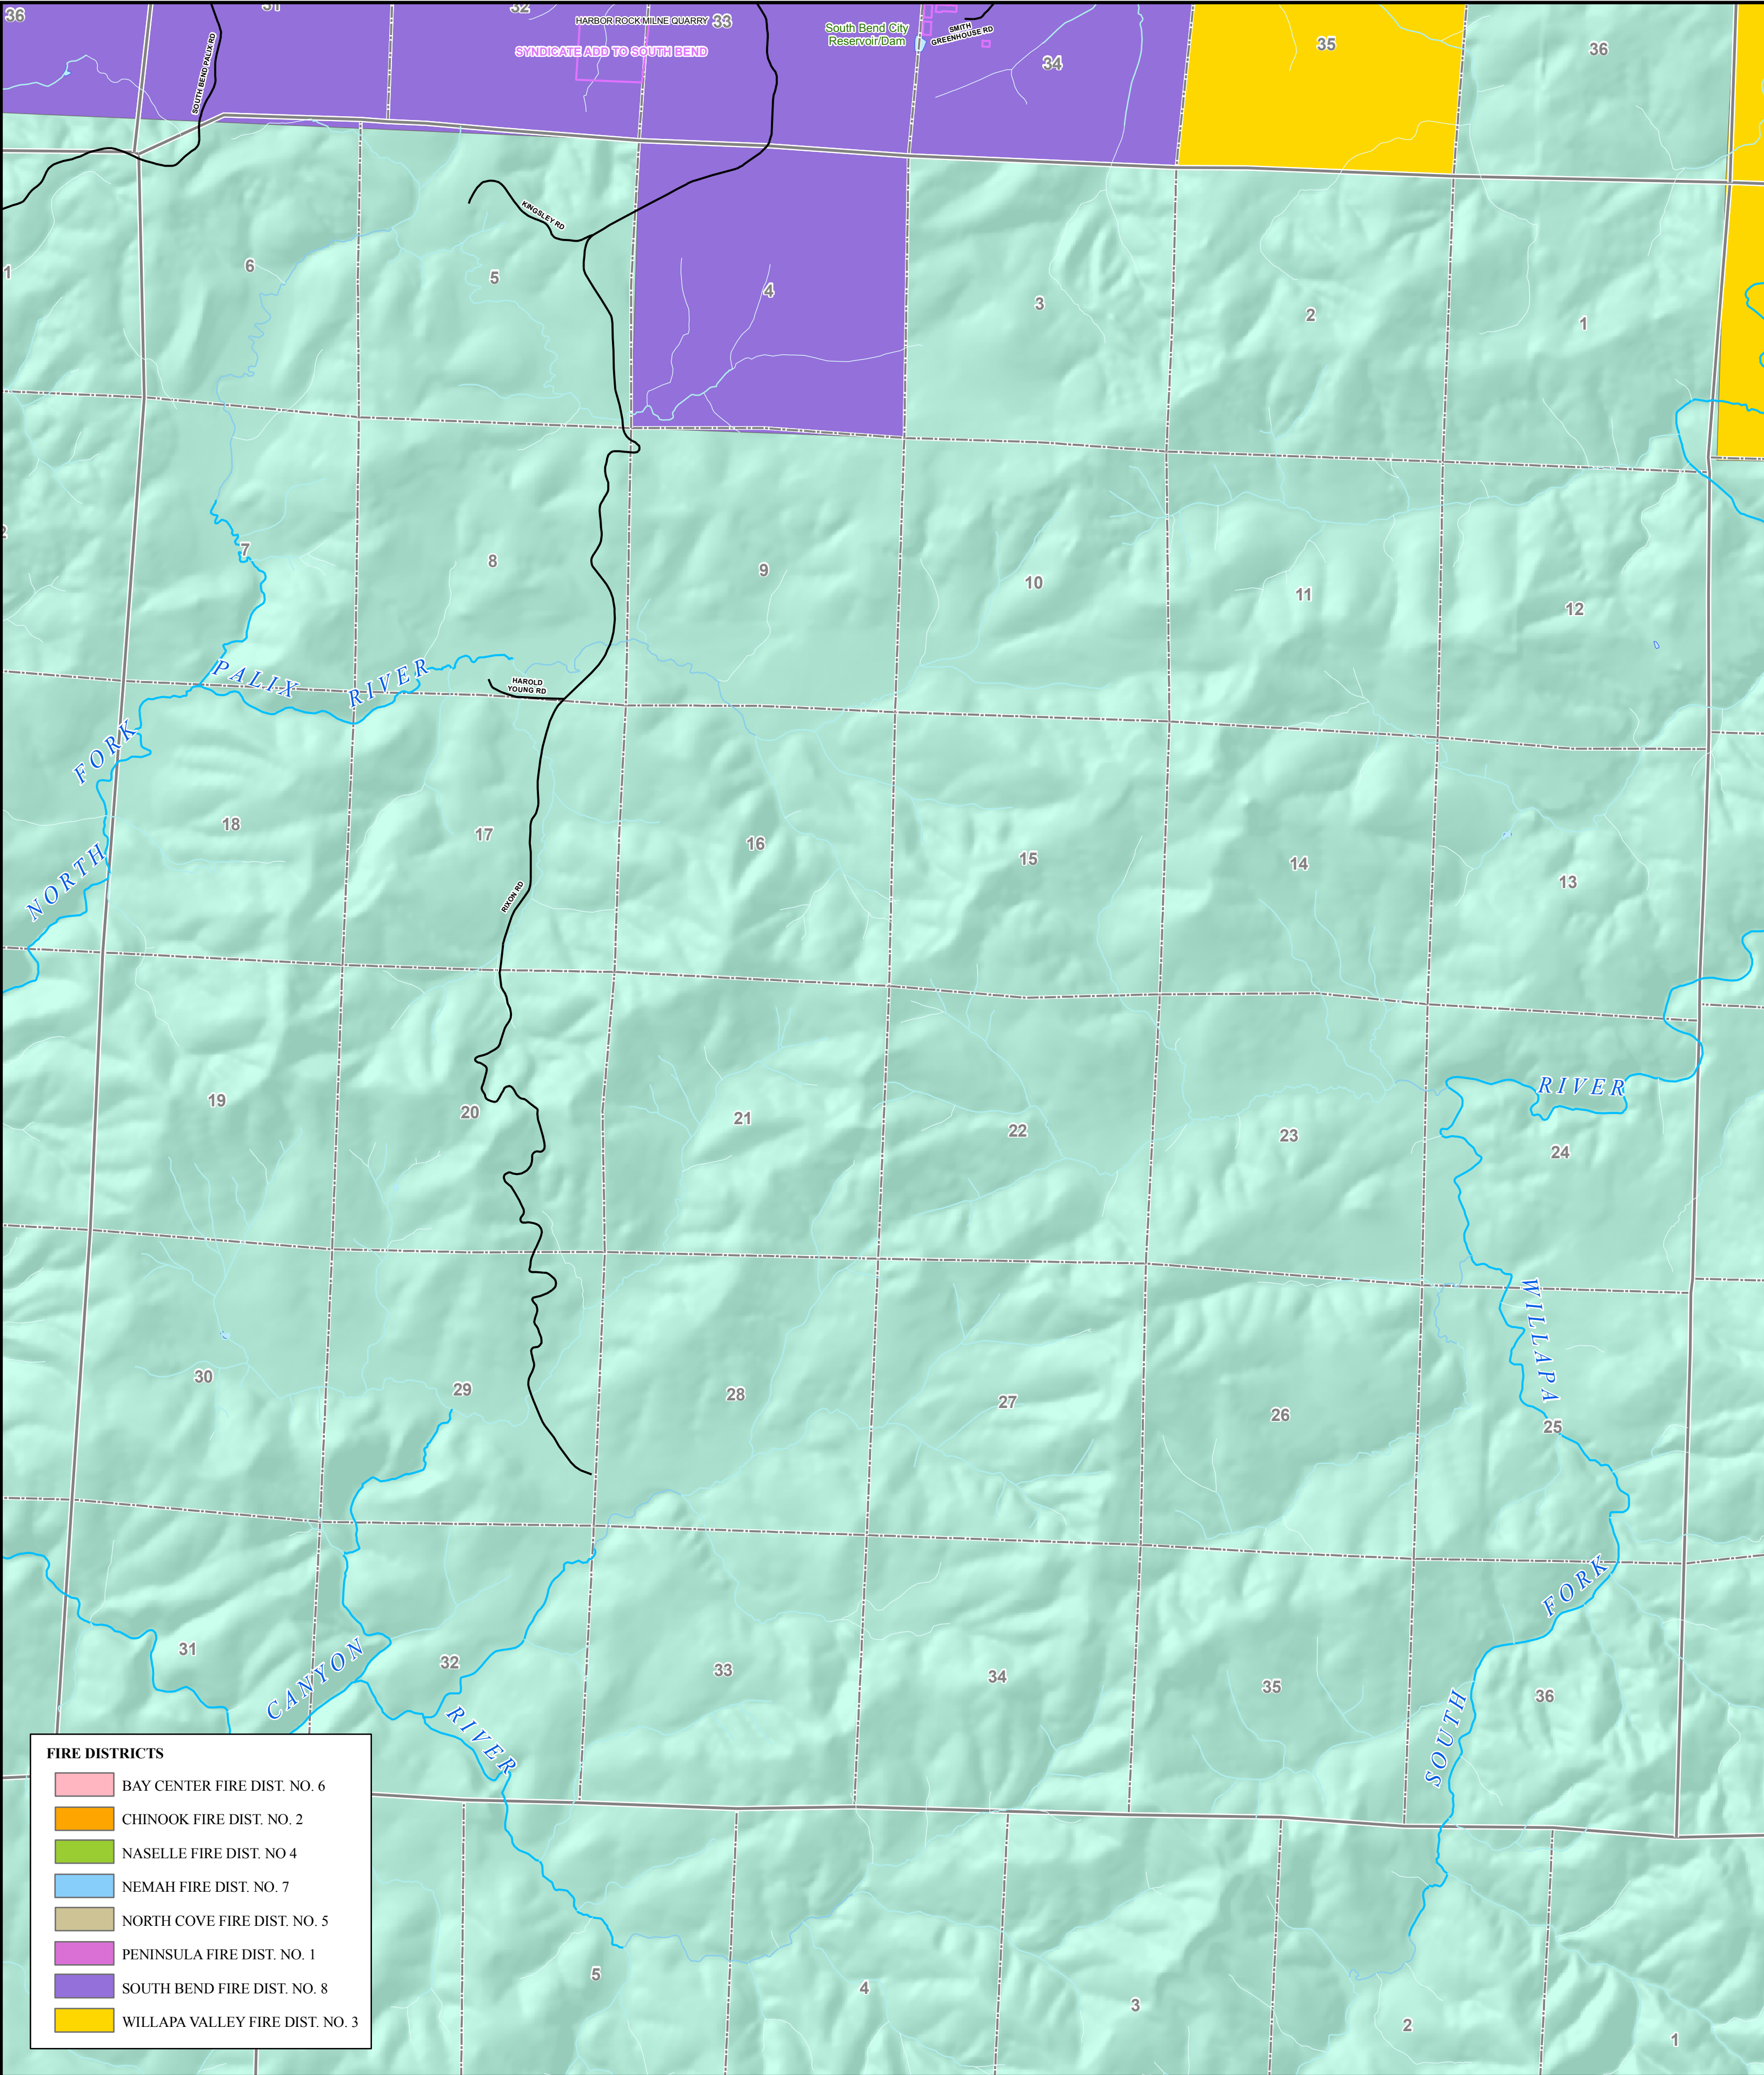 36
31
32
HARBOR ROCK MILNE QUARRY
33
SYNDICATE ADD TO SOUTH BEND
South Bend City
Reservoir/Dam
SMITH
GREENHOUSE RD
34
35
36
SOUTH BEND PALIX RD
KINGSLEY RD
1
6
5
4
3
2
1
2
7
8
9
10
11
12
PALIX RIVER
HAROLD
YOUNG RD
FORK
NORTH
18
17
16
15
14
13
RIXON RD
19
20
21
22
23
24
RIVER
WILLAPA
30
29
28
27
26
25
FORK
SOUTH
31
32
33
34
35
36
CANYON
RIVER
5
4
3
2
1
FIRE DISTRICTS
BAY CENTER FIRE DIST. NO. 6
CHINOOK FIRE DIST. NO. 2
NASELLE FIRE DIST. NO 4
NEMAH FIRE DIST. NO. 7
NORTH COVE FIRE DIST. NO. 5
PENINSULA FIRE DIST. NO. 1
SOUTH BEND FIRE DIST. NO. 8
WILLAPA VALLEY FIRE DIST. NO. 3